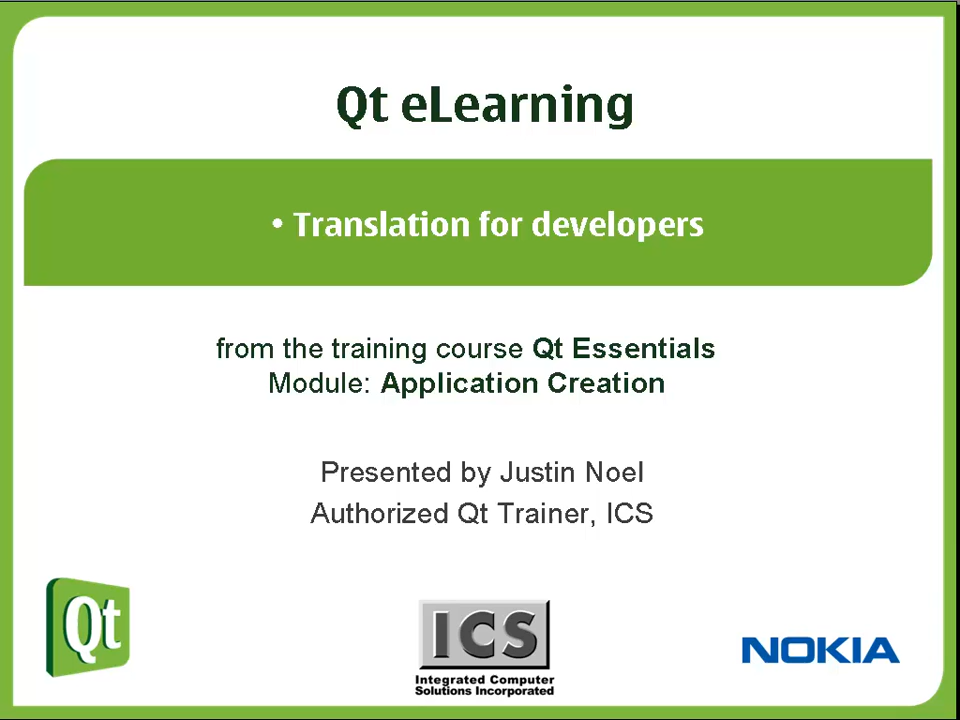 Qt eLearning
• Translation for developers
from the training course Qt Essentials
Module: Application Creation
Presented by Justin Noel
Authorized Qt Trainer, ICS
Qt
ICS
Integrated Computer
Solutions Incorporated
NOKIA